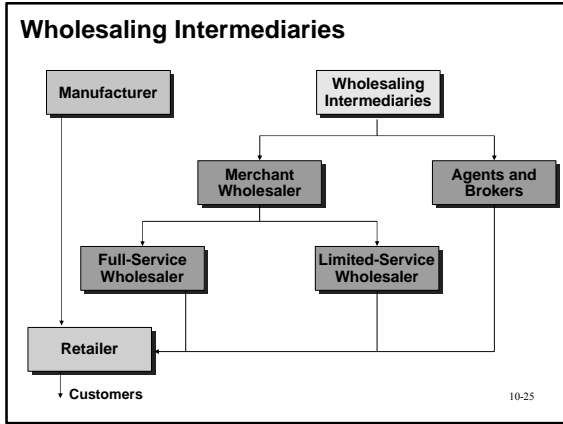 Wholesaling Intermediaries
Manufacturer
Wholesaling
Intermediaries
Merchant
Wholesaler
Agents and
Brokers
Full-Service
Wholesaler
Limited-Service
Wholesaler
Retailer
Customers
10-25